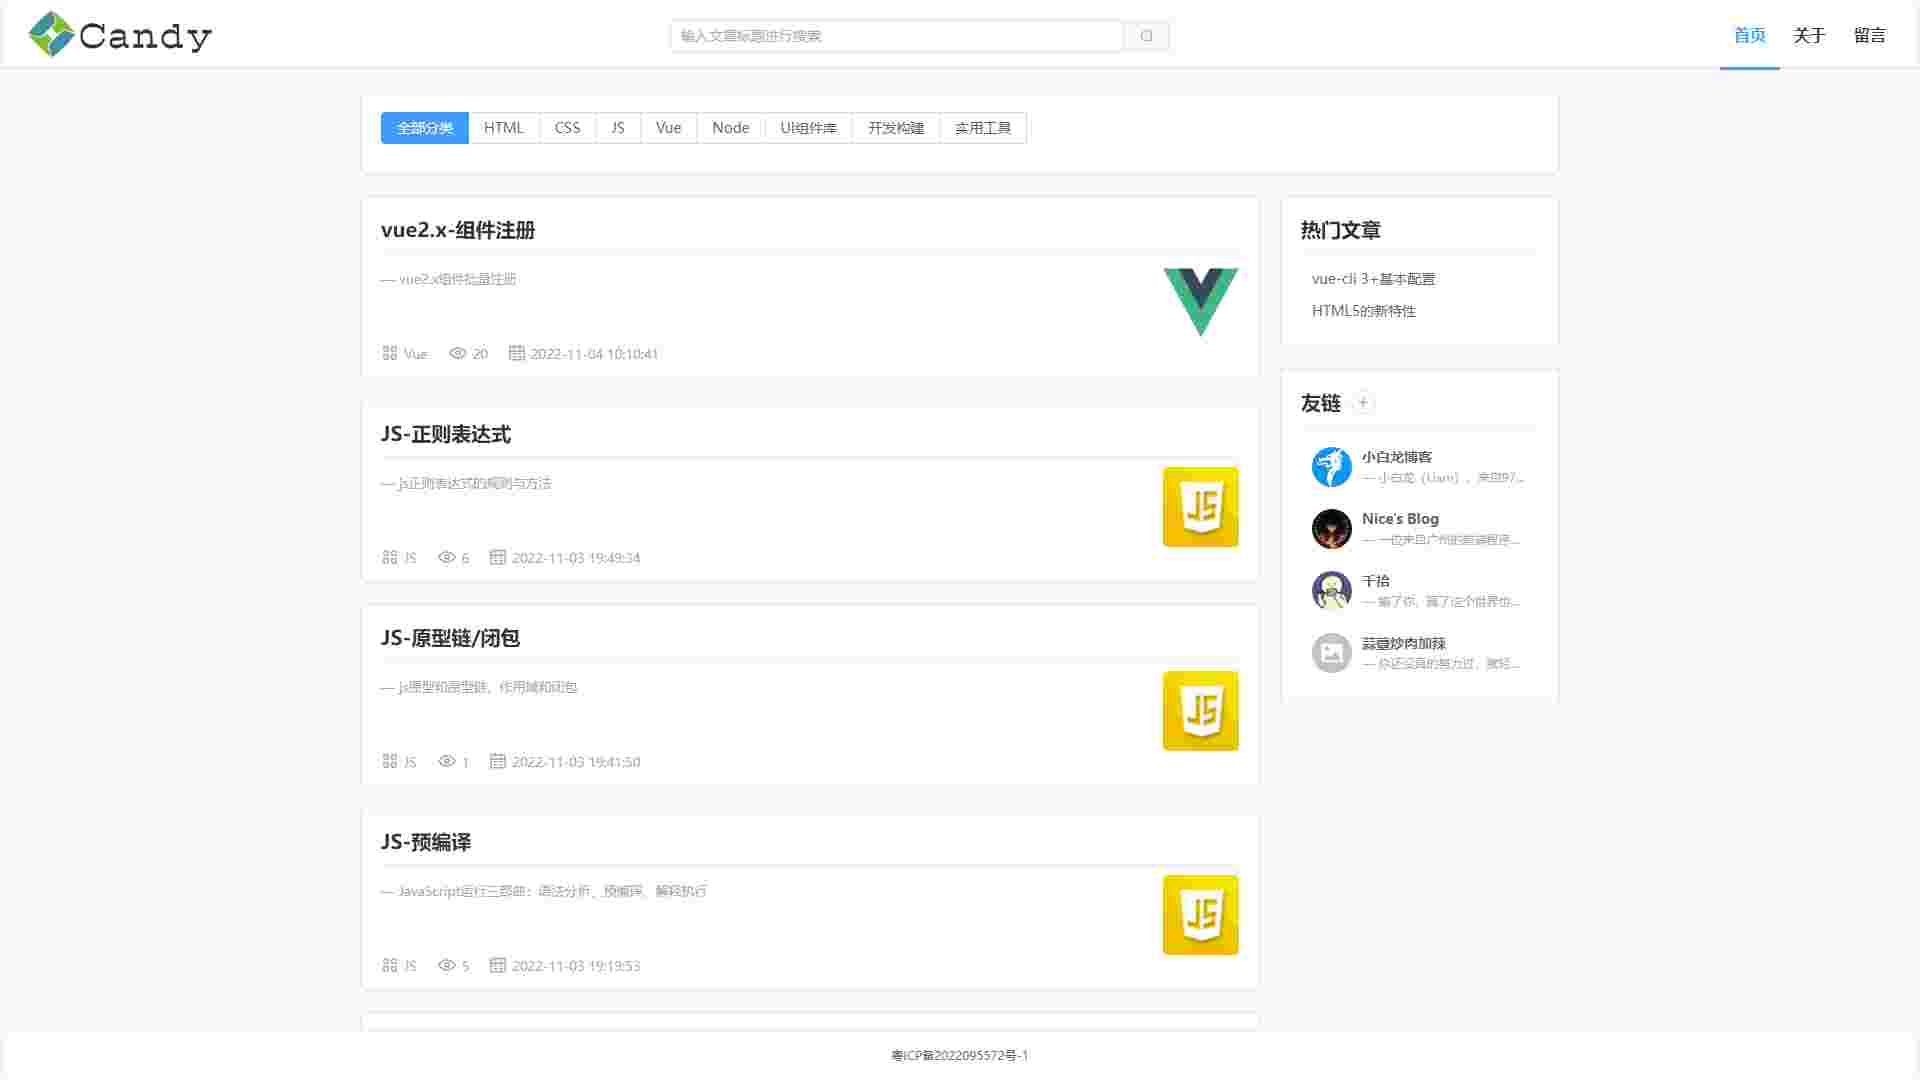 Candy
输入文章标题进行搜索
首页 关于 留言
全部分类 HTML CSS JS Vue Node UI组件库 开发构建 实用工具
vue2.x-组件注册
— vue2.x组件批量注册
Vue 20 2022-11-04 10:10:41
JS-正则表达式
— js正则表达式的规则与方法
JS 6 2022-11-03 19:49:34
JS-原型链/闭包
— js原型和原型链、作用域和闭包
JS 1 2022-11-03 19:41:50
JS-预编译
— JavaScript运行三部曲：语法分析、预编译、解释执行
JS 5 2022-11-03 19:19:53
热门文章
vue-cli 3+基本配置
HTML5的新特性
友链 +
小白龙博客
— 小白龙（Liam），来自97...
Nice's Blog
— 一位来自广州的前端程序...
千拾
— 输了你，赢了这个世界也...
蒜薹炒肉加辣
— 你还没真的努力过，就轻...
粤ICP备2022095572号-1